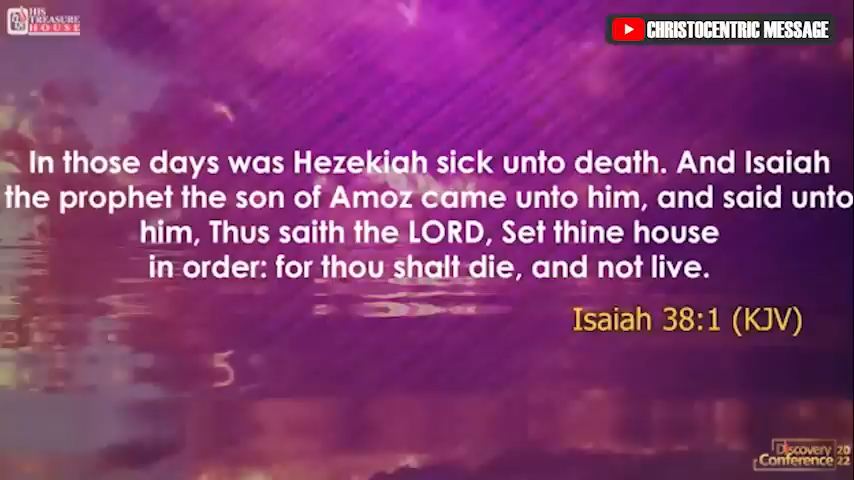 HIS
TREASURE
HOUSE
CHRISTOCENTRIC MESSAGE
In those days was Hezekiah sick unto death. And Isaiah
the prophet the son of Amoz came unto him, and said unto
him, Thus saith the LORD, Set thine house
in order: for thou shalt die, and not live.
Isaiah 38:1 (KJV)
Discovery
Conference
20
22